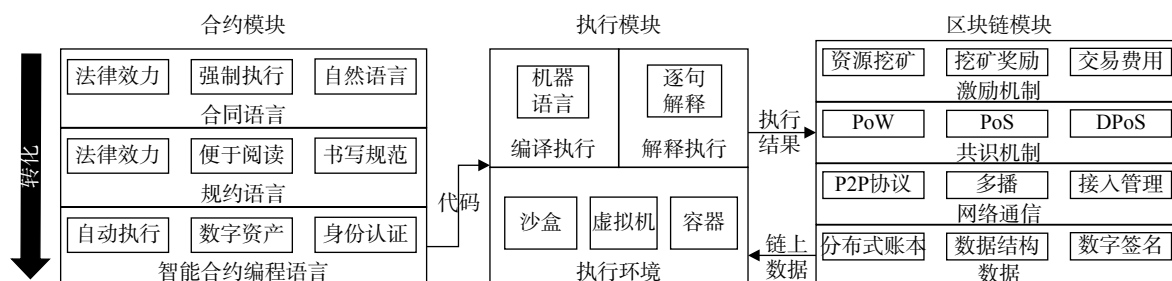 合约模块
转化
法律效力 强制执行 自然语言
合同语言
法律效力 便于阅读 书写规范
规约语言
自动执行 数字资产 身份认证
智能合约编程语言
代码
执行模块
机器
语言
编译执行
逐句
解释
解释执行
沙盒 虚拟机 容器
执行环境
执行
结果
链上
数据
区块链模块
资源挖矿 挖矿奖励 交易费用
激励机制
PoW PoS DPoS
共识机制
P2P协议 多播 接入管理
网络通信
分布式账本 数据结构 数字签名
数据